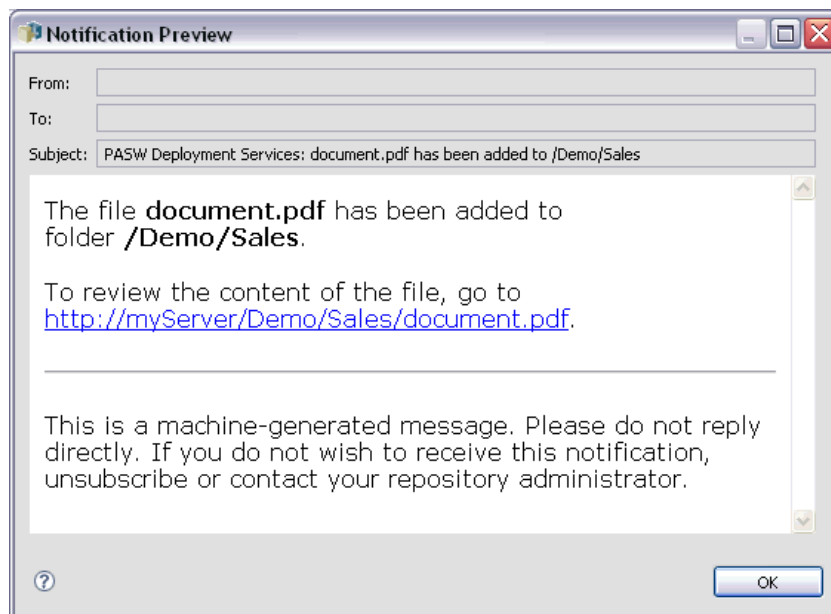 Notification Preview
From:
To:
Subject: PASW Deployment Services: document.pdf has been added to /Demo/Sales
The file document.pdf has been added to
folder /Demo/Sales.
To review the content of the file, go to
http://myServer/Demo/Sales/document.pdf.
This is a machine-generated message. Please do not reply
directly. If you do not wish to receive this notification,
unsubscribe or contact your repository administrator.
?
OK